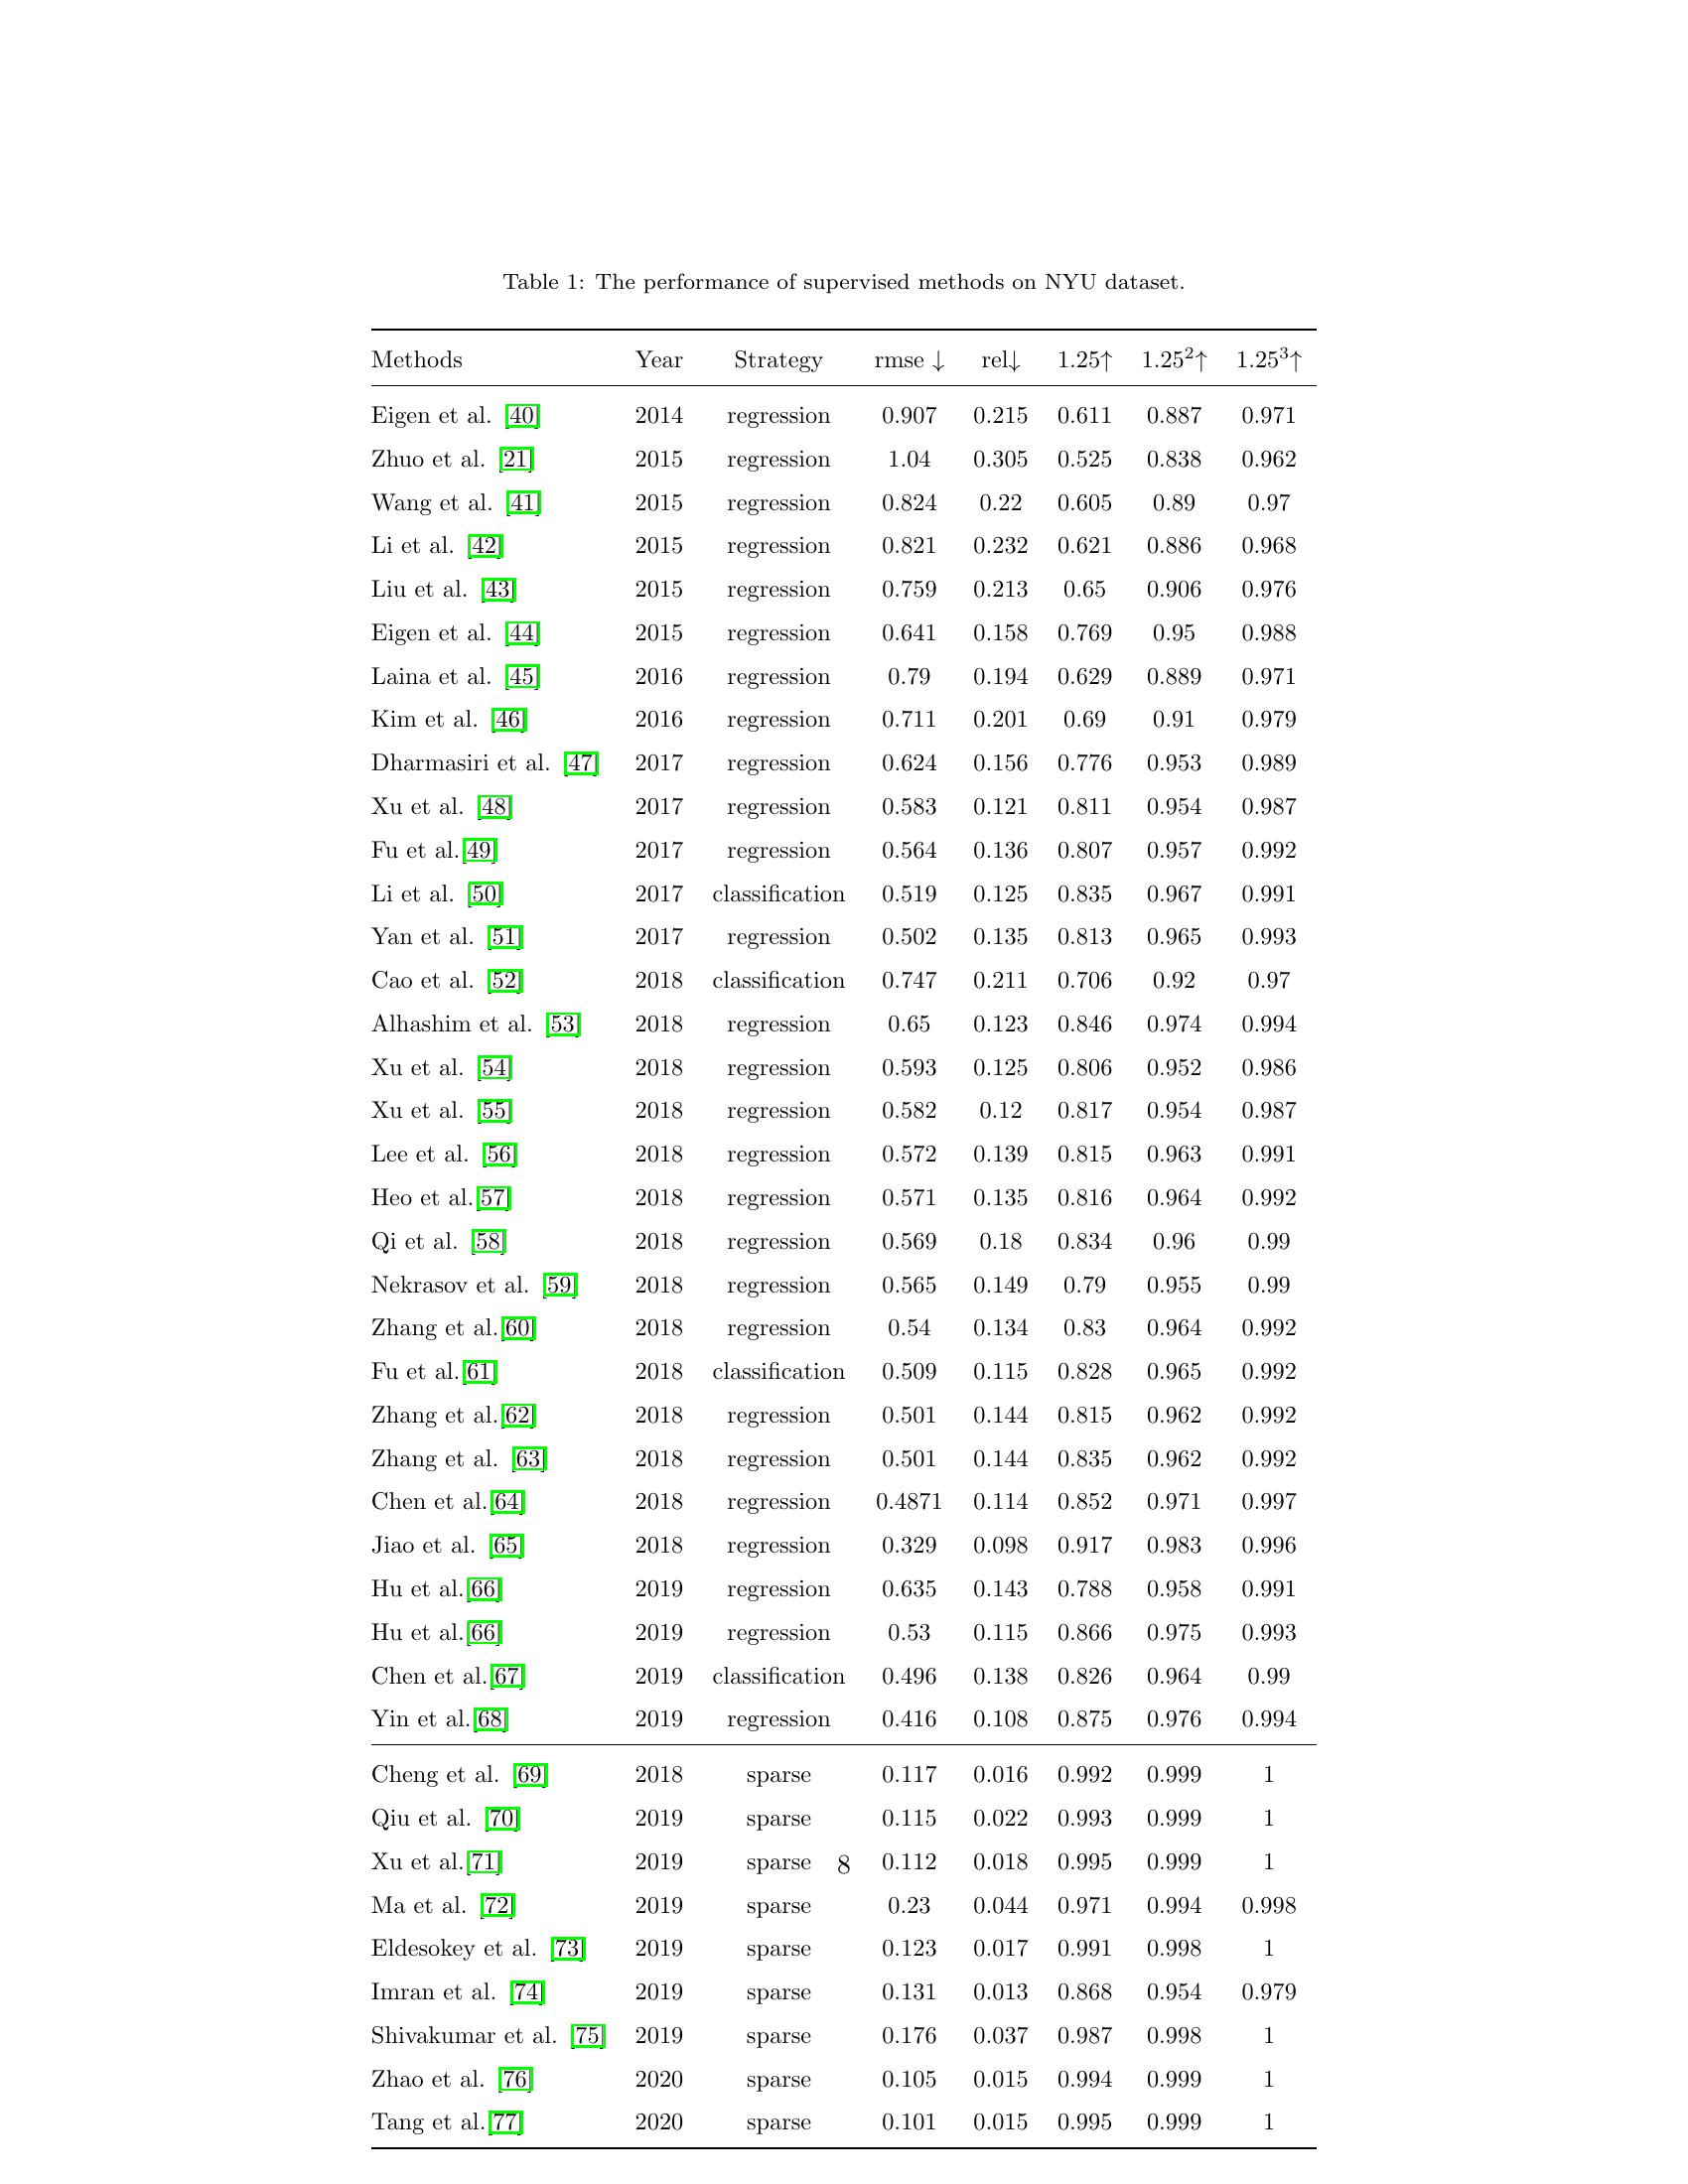 Table 1: The performance of supervised methods on NYU dataset.
Methods Year Strategy rmse ↓ rel↓ 1.25↑ 1.25²↑ 1.25³↑
Eigen et al. [40] 2014 regression 0.907 0.215 0.611 0.887 0.971
Zhuo et al. [21] 2015 regression 1.04 0.305 0.525 0.838 0.962
Wang et al. [41] 2015 regression 0.824 0.22 0.605 0.89 0.97
Li et al. [42] 2015 regression 0.821 0.232 0.621 0.886 0.968
Liu et al. [43] 2015 regression 0.759 0.213 0.65 0.906 0.976
Eigen et al. [44] 2015 regression 0.641 0.158 0.769 0.95 0.988
Laina et al. [45] 2016 regression 0.79 0.194 0.629 0.889 0.971
Kim et al. [46] 2016 regression 0.711 0.201 0.69 0.91 0.979
Dharmasiri et al. [47] 2017 regression 0.624 0.156 0.776 0.953 0.989
Xu et al. [48] 2017 regression 0.583 0.121 0.811 0.954 0.987
Fu et al.[49] 2017 regression 0.564 0.136 0.807 0.957 0.992
Li et al. [50] 2017 classification 0.519 0.125 0.835 0.967 0.991
Yan et al. [51] 2017 regression 0.502 0.135 0.813 0.965 0.993
Cao et al. [52] 2018 classification 0.747 0.211 0.706 0.92 0.97
Alhashim et al. [53] 2018 regression 0.65 0.123 0.846 0.974 0.994
Xu et al. [54] 2018 regression 0.593 0.125 0.806 0.952 0.986
Xu et al. [55] 2018 regression 0.582 0.12 0.817 0.954 0.987
Lee et al. [56] 2018 regression 0.572 0.139 0.815 0.963 0.991
Heo et al.[57] 2018 regression 0.571 0.135 0.816 0.964 0.992
Qi et al. [58] 2018 regression 0.569 0.18 0.834 0.96 0.99
Nekrasov et al. [59] 2018 regression 0.565 0.149 0.79 0.955 0.99
Zhang et al.[60] 2018 regression 0.54 0.134 0.83 0.964 0.992
Fu et al.[61] 2018 classification 0.509 0.115 0.828 0.965 0.992
Zhang et al.[62] 2018 regression 0.501 0.144 0.815 0.962 0.992
Zhang et al. [63] 2018 regression 0.501 0.144 0.835 0.962 0.992
Chen et al.[64] 2018 regression 0.4871 0.114 0.852 0.971 0.997
Jiao et al. [65] 2018 regression 0.329 0.098 0.917 0.983 0.996
Hu et al.[66] 2019 regression 0.635 0.143 0.788 0.958 0.991
Hu et al.[66] 2019 regression 0.53 0.115 0.866 0.975 0.993
Chen et al.[67] 2019 classification 0.496 0.138 0.826 0.964 0.99
Yin et al.[68] 2019 regression 0.416 0.108 0.875 0.976 0.994
Cheng et al. [69] 2018 sparse 0.117 0.016 0.992 0.999 1
Qiu et al. [70] 2019 sparse 0.115 0.022 0.993 0.999 1
Xu et al.[71] 2019 sparse 8 0.112 0.018 0.995 0.999 1
Ma et al. [72] 2019 sparse 0.23 0.044 0.971 0.994 0.998
Eldesokey et al. [73] 2019 sparse 0.123 0.017 0.991 0.998 1
Imran et al. [74] 2019 sparse 0.131 0.013 0.868 0.954 0.979
Shivakumar et al. [75] 2019 sparse 0.176 0.037 0.987 0.998 1
Zhao et al. [76] 2020 sparse 0.105 0.015 0.994 0.999 1
Tang et al.[77] 2020 sparse 0.101 0.015 0.995 0.999 1